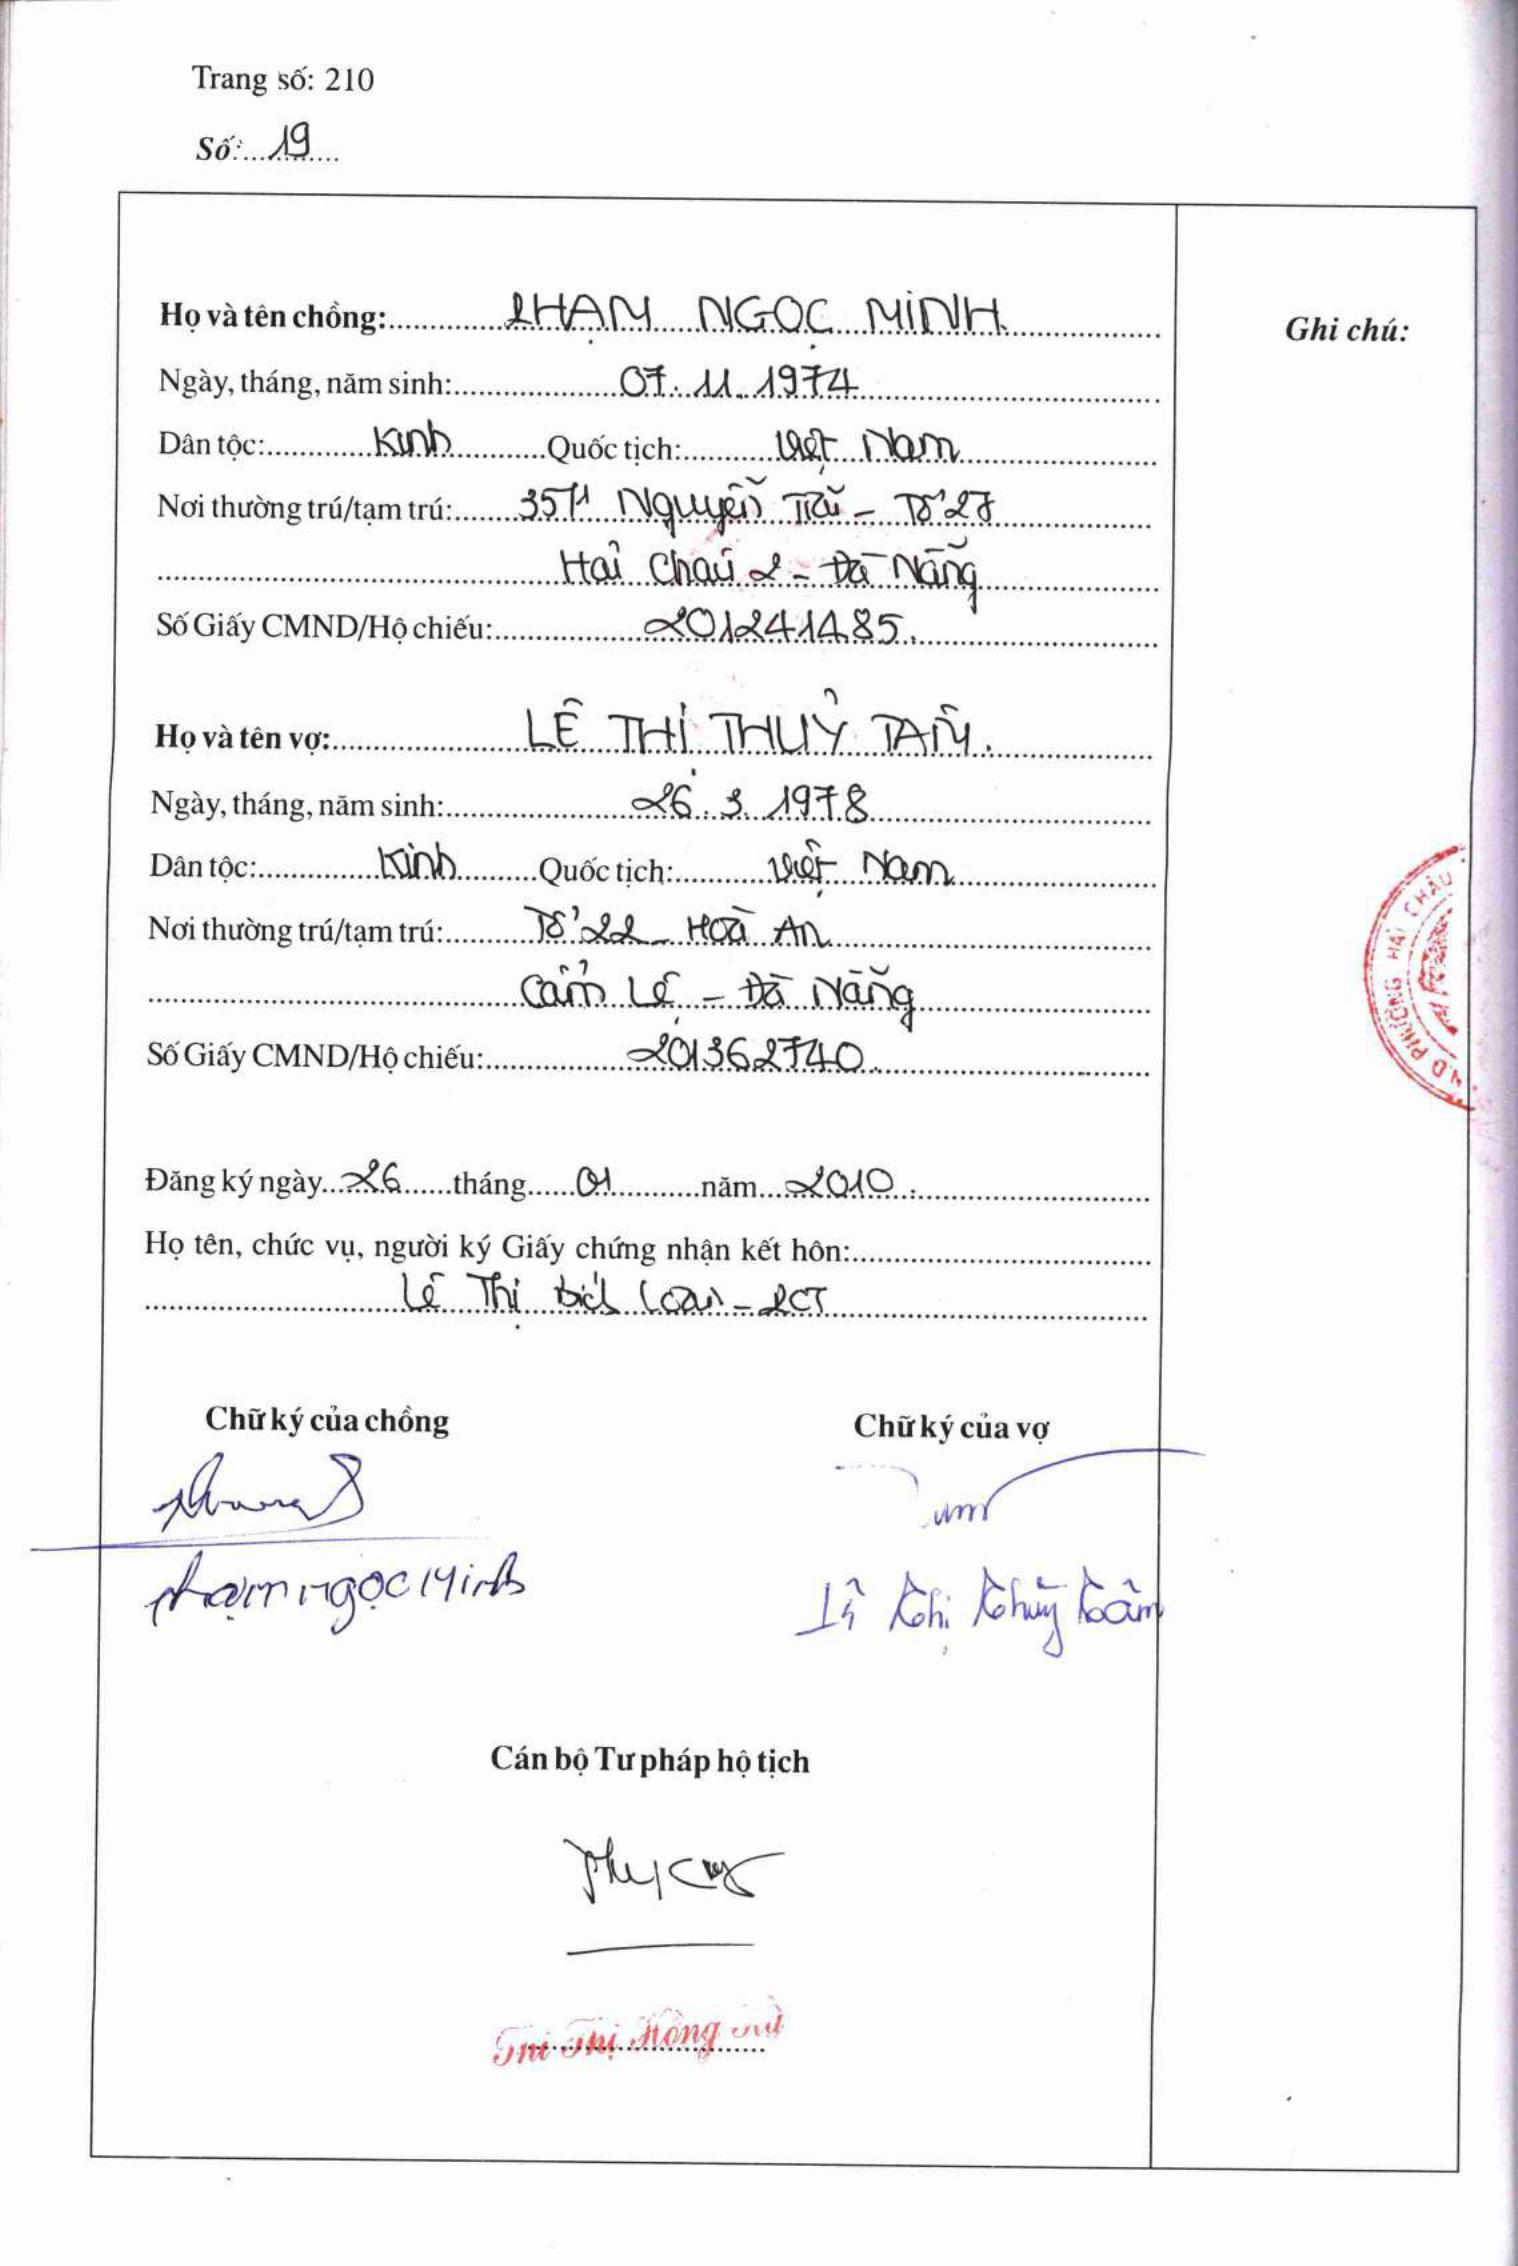 Trang số: 210
Số: 19
Họ và tên chồng: PHẠM NGỌC MINH
Ghi chú:
Ngày, tháng, năm sinh: 07.11.1974
Dân tộc: Kinh Quốc tịch: Việt Nam
Nơi thường trú/tạm trú: Nguyễn Trãi - Tổ 27
Hải Châu 2 - Đà Nẵng
Số Giấy CMND/Hộ chiếu: 201241485.
Họ và tên vợ: LÊ THỊ THUỶ TÂM.
Ngày, tháng, năm sinh: 26.3.1978
Dân tộc: Kinh Quốc tịch: Việt Nam
Nơi thường trú/tạm trú: Tổ 22 - Hoà An
Cẩm Lệ - Đà Nẵng
Số Giấy CMND/Hộ chiếu: 201362740.
PHƯỜNG HẢI CHÂU
Đăng ký ngày 26 tháng 01 năm 2010.
Họ tên, chức vụ, người ký Giấy chứng nhận kết hôn:
Lê Thị Bích Loan - PCT
Chữ ký của chồng
Chữ ký của vợ
Phạm Ngọc Minh
Lê Thị Thủy Tâm
Cán bộ Tư pháp hộ tịch
Thị Hồng